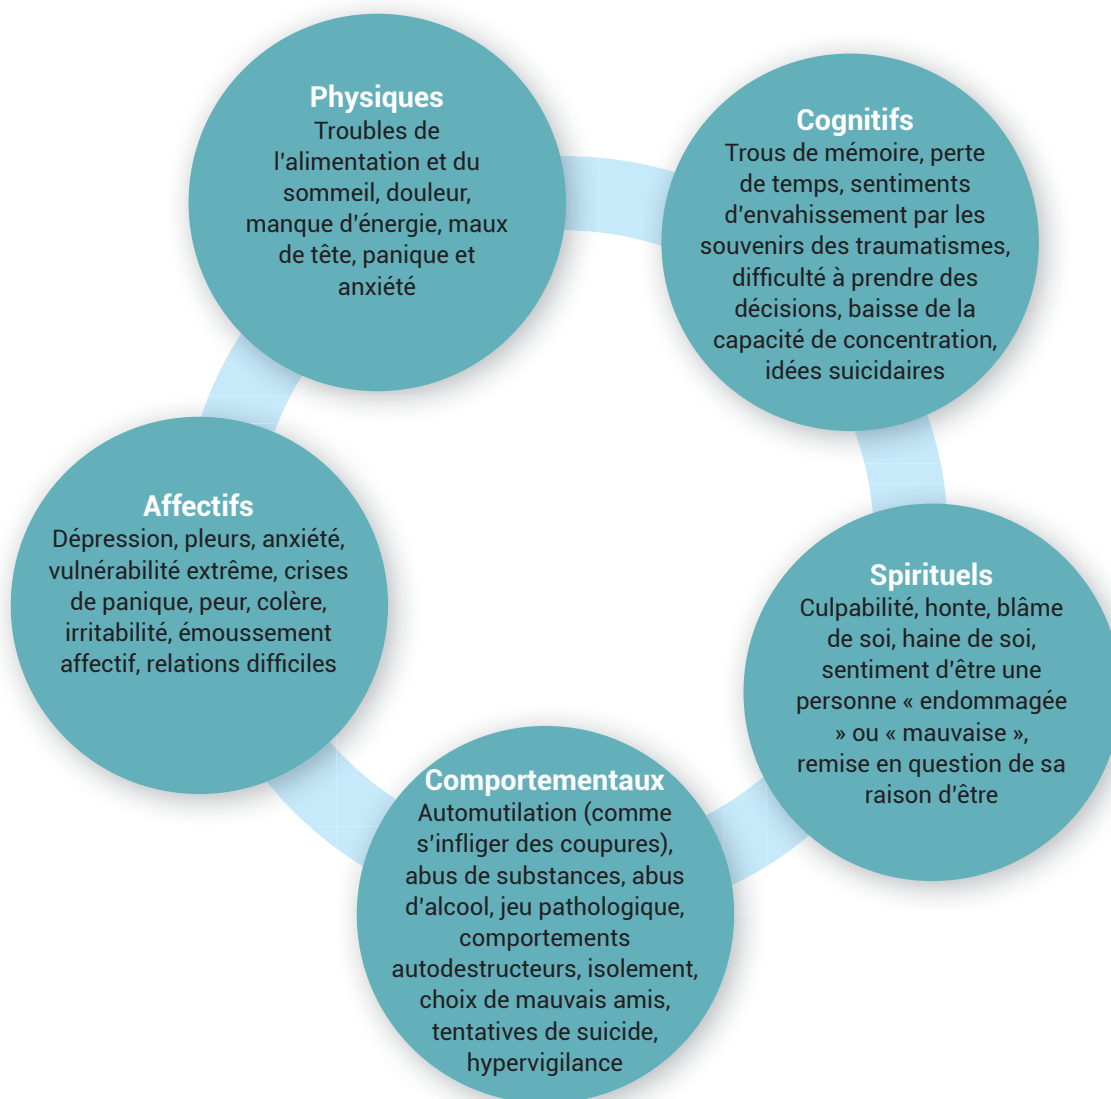 Physiques
Troubles de
l'alimentation et du
sommeil, douleur,
manque d'énergie, maux
de tête, panique et
anxiété
Cognitifs
Trous de mémoire, perte
de temps, sentiments
d'envahissement par les
souvenirs des traumatismes,
difficulté à prendre des
décisions, baisse de la
capacité de concentration,
idées suicidaires
Affectifs
Dépression, pleurs, anxiété,
vulnérabilité extrême, crises
de panique, peur, colère,
irritabilité, émoussement
affectif, relations difficiles
Spirituels
Culpabilité, honte, blâme
de soi, haine de soi,
sentiment d'être une
personne « endommagée
» ou « mauvaise »,
remise en question de sa
raison d'être
Comportementaux
Automutilation (comme
s'infliger des coupures),
abus de substances, abus
d'alcool, jeu pathologique,
comportements
autodestructeurs, isolement,
choix de mauvais amis,
tentatives de suicide,
hypervigilance